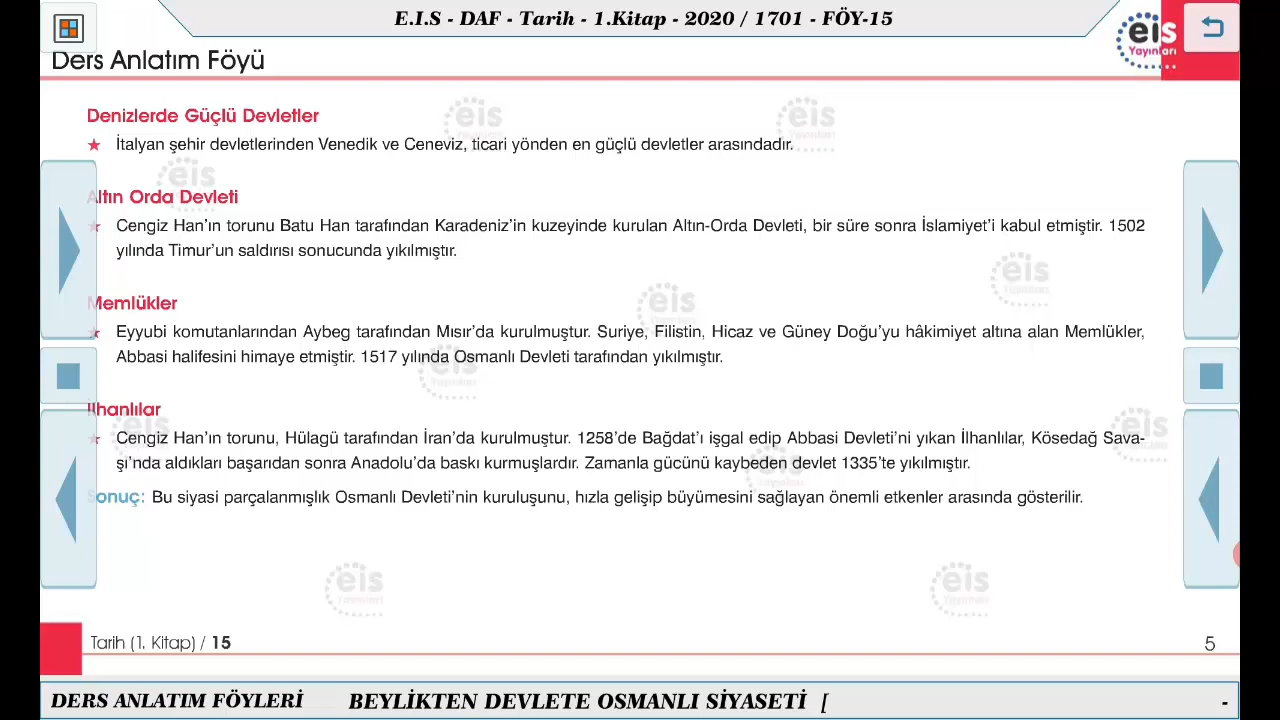 E.I.S - DAF - Tarih - 1.Kitap - 2020 / 1701 - FÖY-15
eis
Yayınları
Ders Anlatım Föyü
Denizlerde Güçlü Devletler
★ İtalyan şehir devletlerinden Venedik ve Ceneviz, ticari yönden en güçlü devletler arasındadır.
Altın Orda Devleti
★ Cengiz Han'ın torunu Batu Han tarafından Karadeniz'in kuzeyinde kurulan Altın-Orda Devleti, bir süre sonra İslamiyet'i kabul etmiştir. 1502
yılında Timur'un saldırısı sonucunda yıkılmıştır.
Memlükler
★ Eyyubi komutanlarından Aybeg tarafından Mısır'da kurulmuştur. Suriye, Filistin, Hicaz ve Güney Doğu'yu hâkimiyet altına alan Memlükler,
Abbasi halifesini himaye etmiştir. 1517 yılında Osmanlı Devleti tarafından yıkılmıştır.
İlhanlılar
★ Cengiz Han'ın torunu, Hülagü tarafından İran'da kurulmuştur. 1258'de Bağdat'ı işgal edip Abbasi Devleti'ni yıkan İlhanlılar, Kösedağ Sava-
şı'nda aldıkları başarıdan sonra Anadolu'da baskı kurmuşlardır. Zamanla gücünü kaybeden devlet 1335'te yıkılmıştır.
Sonuç: Bu siyasi parçalanmışlık Osmanlı Devleti'nin kuruluşunu, hızla gelişip büyümesini sağlayan önemli etkenler arasında gösterilir.
Tarih (1. Kitap) / 15
5
DERS ANLATIM FÖYLERİ BEYLİKTEN DEVLETE OSMANLI SİYASETİ [ -